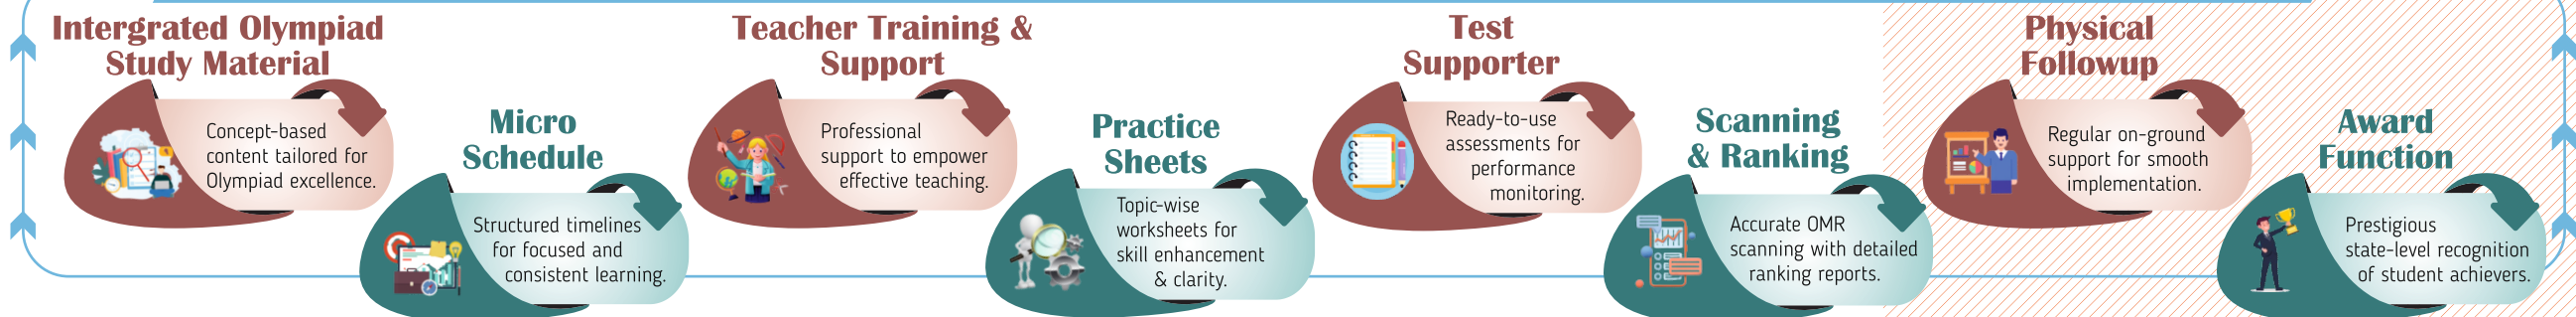 Intergrated Olympiad
Study Material
Concept-based
content tailored for
Olympiad excellence.
Micro
Schedule
Structured timelines
for focused and
consistent learning.
Teacher Training &
Support
Professional
support to empower
effective teaching.
Practice
Sheets
Topic-wise
worksheets for
skill enhancement
& clarity.
Test
Supporter
Ready-to-use
assessments for
performance
monitoring.
Scanning
& Ranking
Accurate OMR
scanning with detailed
ranking reports.
Physical
Followup
Regular on-ground
support for smooth
implementation.
Award
Function
Prestigious
state-level recognition
of student achievers.